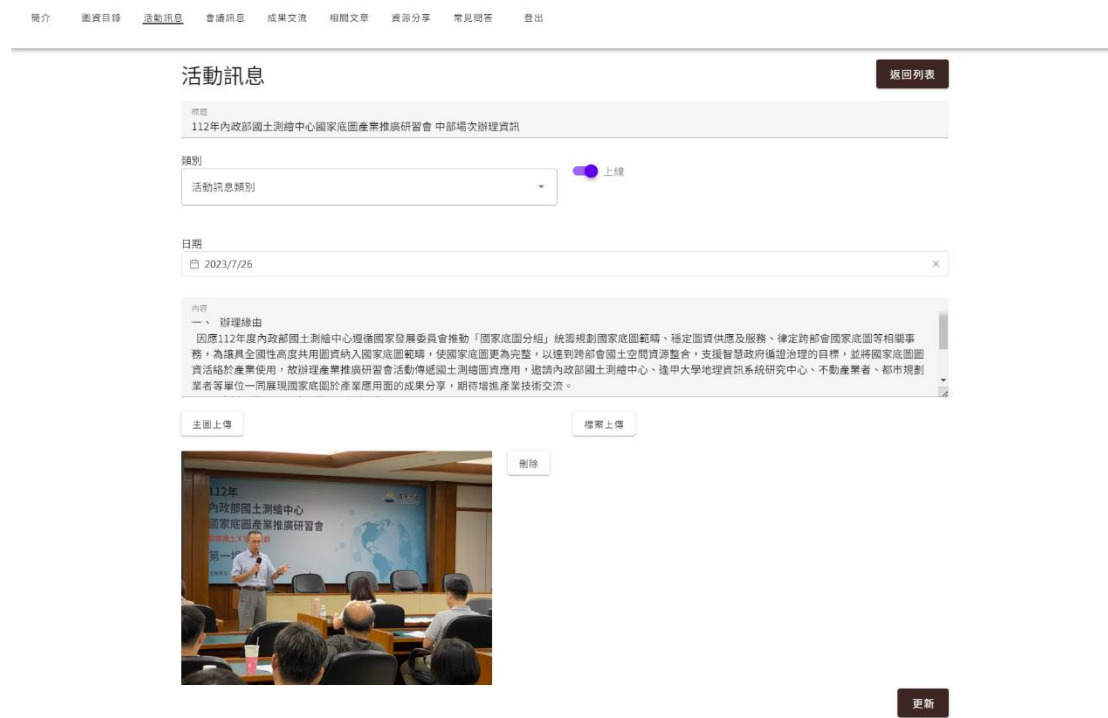 簡介 圖資目錄 活動訊息 會議訊息 成果交流 相關文章 資源分享 常見問答 登出
活動訊息
返回列表
標題
112年內政部國土測繪中心國家底圖產業推廣研習會 中部場次辦理資訊
類別
活動訊息類別
上線
日期
2023/7/26
內容
一、 辦理緣由
因應112年度內政部國土測繪中心遵循國家發展委員會推動「國家底圖分組」統籌規劃國家底圖範疇、穩定圖資供應及服務、律定跨部會國家底圖等相關事
務，為讓具全國性高度共用圖資納入國家底圖範疇，使國家底圖更為完整，以達到跨部會國土空間資源整合，支援智慧政府循證治理的目標，並將國家底圖圖
資活絡於產業使用，故辦理產業推廣研習會活動傳遞國土測繪圖資應用，邀請內政部國土測繪中心、逢甲大學地理資訊系統研究中心、不動產業者、都市規劃
業者等單位一同展現國家底圖於產業應用面的成果分享，期待增進產業技術交流。
主圖上傳
檔案上傳
刪除
112年
內政部國土測繪中心
國家底圖產業推廣研習會
第一場
更新